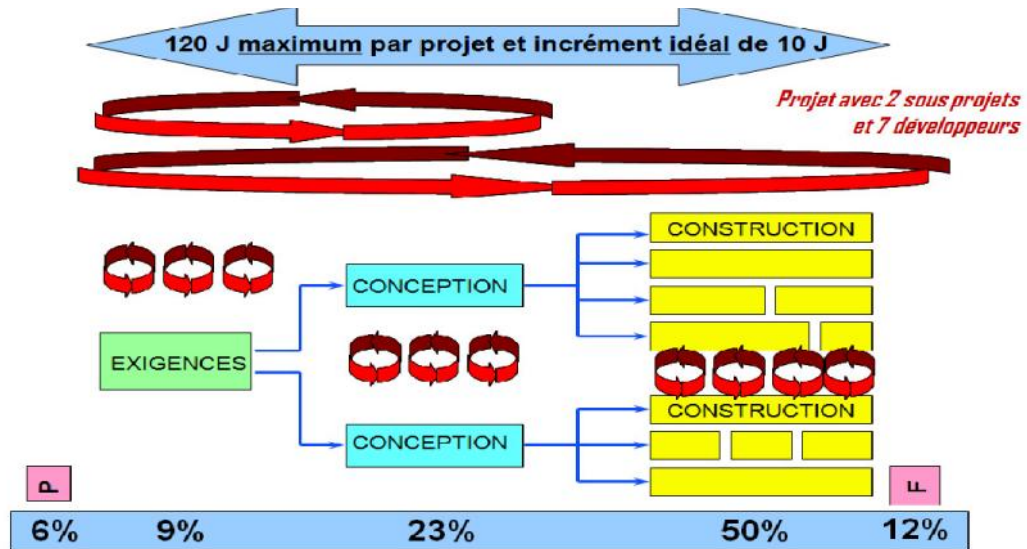 120 J maximum par projet et incrément idéal de 10 J
Projet avec 2 sous projets
et 7 développeurs
CONSTRUCTION
CONCEPTION
EXIGENCES
CONSTRUCTION
CONCEPTION
P
F
6% 9% 23% 50% 12%